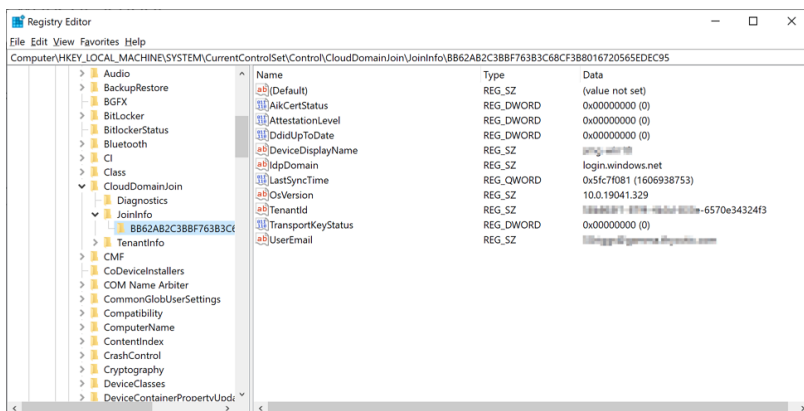 Registry Editor
File Edit View Favorites Help
Computer\HKEY_LOCAL_MACHINE\SYSTEM\CurrentControlSet\Control\CloudDomainJoin\JoinInfo\BB62AB2C3BBF763B3C68CF3B8016720565EDEC95
Audio
BackupRestore
BGFX
BitLocker
BitlockerStatus
Bluetooth
CI
Class
CloudDomainJoin
Diagnostics
JoinInfo
BB62AB2C3BBF763B3C6
TenantInfo
CMF
CoDeviceInstallers
COM Name Arbiter
CommonGlobUserSettings
Compatibility
ComputerName
ContentIndex
CrashControl
Cryptography
DeviceClasses
DeviceContainerPropertyUpda
Name Type Data
(Default) REG_SZ (value not set)
AikCertStatus REG_DWORD 0x00000000 (0)
AttestationLevel REG_DWORD 0x00000000 (0)
DdidUpToDate REG_DWORD 0x00000000 (0)
DeviceDisplayName REG_SZ
IdpDomain REG_SZ login.windows.net
LastSyncTime REG_QWORD 0x5fc7f081 (1606938753)
OsVersion REG_SZ 10.0.19041.329
TenantId REG_SZ e-6570e34324f3
TransportKeyStatus REG_DWORD 0x00000000 (0)
UserEmail REG_SZ